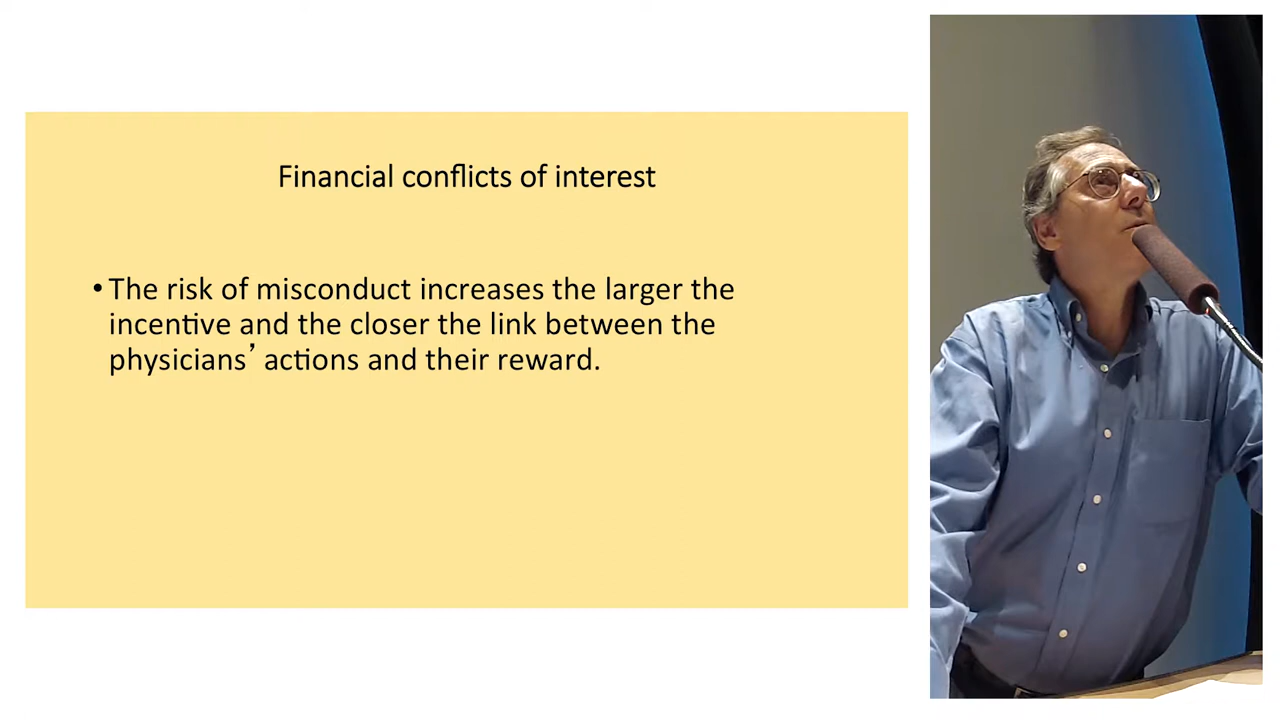 Financial conflicts of interest
• The risk of misconduct increases the larger the
incentive and the closer the link between the
physicians’ actions and their reward.